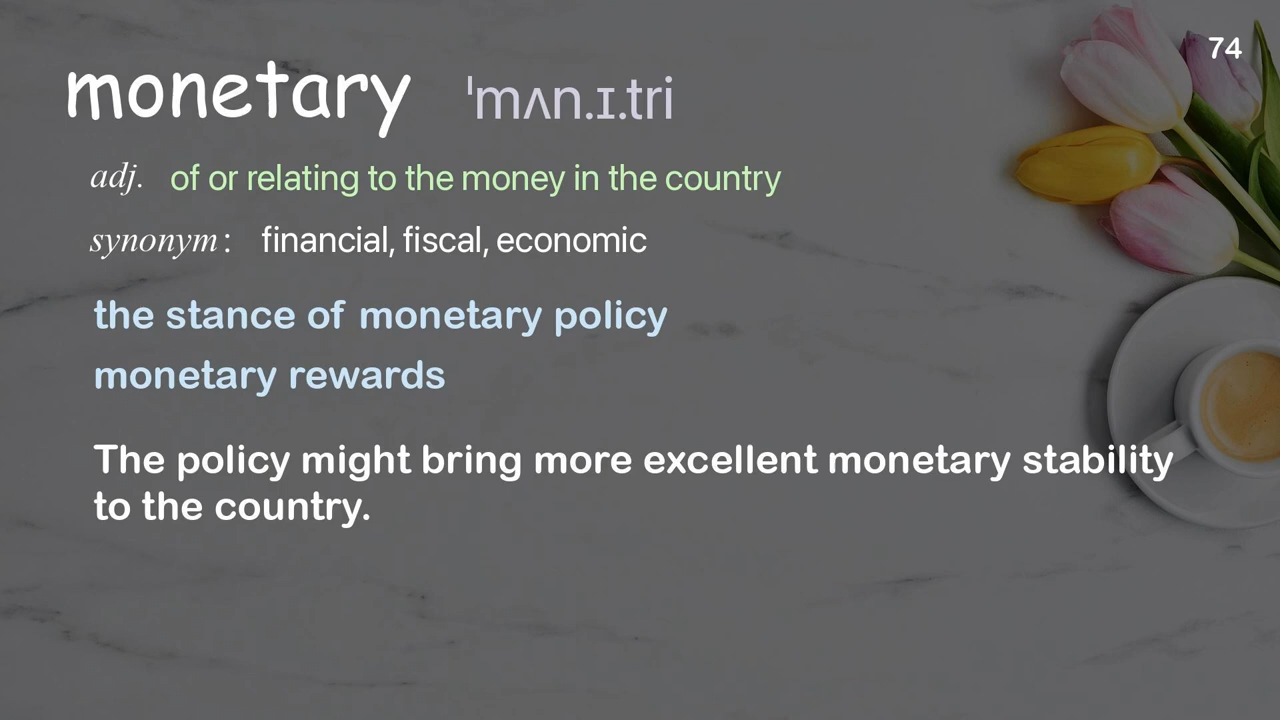 74
monetary ˈmʌn.ɪ.tri
adj. of or relating to the money in the country
synonym: financial, fiscal, economic
the stance of monetary policy
monetary rewards
The policy might bring more excellent monetary stability
to the country.